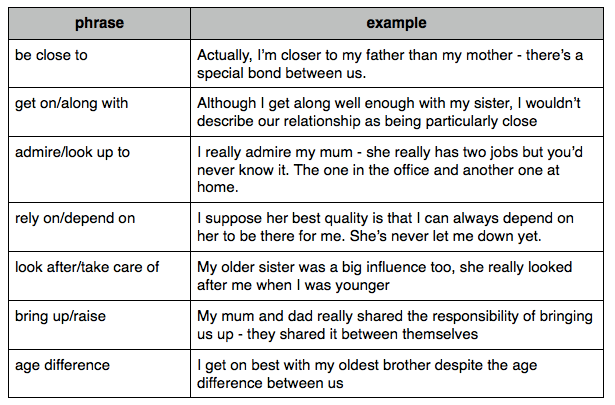 phrase example
be close to Actually, I'm closer to my father than my mother - there's a
special bond between us.
get on/along with Although I get along well enough with my sister, I wouldn't
describe our relationship as being particularly close
admire/look up to I really admire my mum - she really has two jobs but you'd
never know it. The one in the office and another one at
home.
rely on/depend on I suppose her best quality is that I can always depend on
her to be there for me. She's never let me down yet.
look after/take care of My older sister was a big influence too, she really looked
after me when I was younger
bring up/raise My mum and dad really shared the responsibility of bringing
us up - they shared it between themselves
age difference I get on best with my oldest brother despite the age
difference between us